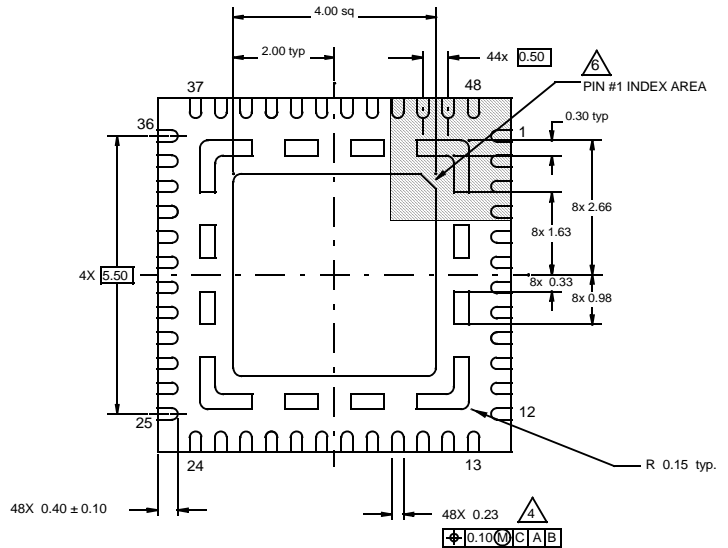 4.00 sq
2.00 typ
44x 0.50
6
PIN #1 INDEX AREA
37
48
0.30 typ
36
1
8x 2.66
8x 1.63
4X 5.50
8x 0.33
8x 0.98
25
12
24
13
R 0.15 typ.
48X 0.40 ± 0.10
48X 0.23
4
⌖ 0.10 Ⓜ C A B